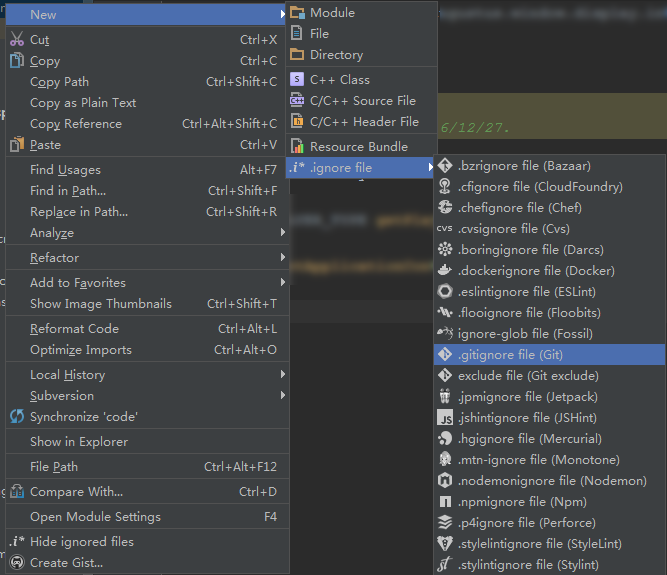 New
Cut Ctrl+X
Copy Ctrl+C
Copy Path Ctrl+Shift+C
Copy as Plain Text
Copy Reference Ctrl+Alt+Shift+C
Paste Ctrl+V
Find Usages Alt+F7
Find in Path... Ctrl+Shift+F
Replace in Path... Ctrl+Shift+R
Analyze
Refactor
Add to Favorites
Show Image Thumbnails Ctrl+Shift+T
Reformat Code Ctrl+Alt+L
Optimize Imports Ctrl+Alt+O
Local History
Subversion
Synchronize 'code'
Show in Explorer
File Path Ctrl+Alt+F12
Compare With... Ctrl+D
Open Module Settings F4
.i* Hide ignored files
Create Gist...
Module
File
Directory
S C++ Class
C++ C/C++ Source File
h C/C++ Header File
Resource Bundle
.i* .ignore file
6/12/27.
.bzrignore file (Bazaar)
.cfignore file (CloudFoundry)
.chefignore file (Chef)
CVS .cvsignore file (Cvs)
.boringignore file (Darcs)
.dockerignore file (Docker)
.eslintignore file (ESLint)
.flooignore file (Floobits)
ignore-glob file (Fossil)
.gitignore file (Git)
exclude file (Git exclude)
.jpmignore file (Jetpack)
JS .jshintignore file (JSHint)
.hgignore file (Mercurial)
.mtn-ignore file (Monotone)
.nodemonignore file (Nodemon)
.npmignore file (Npm)
.p4ignore file (Perforce)
.stylelintignore file (StyleLint)
.stylintignore file (Stylint)